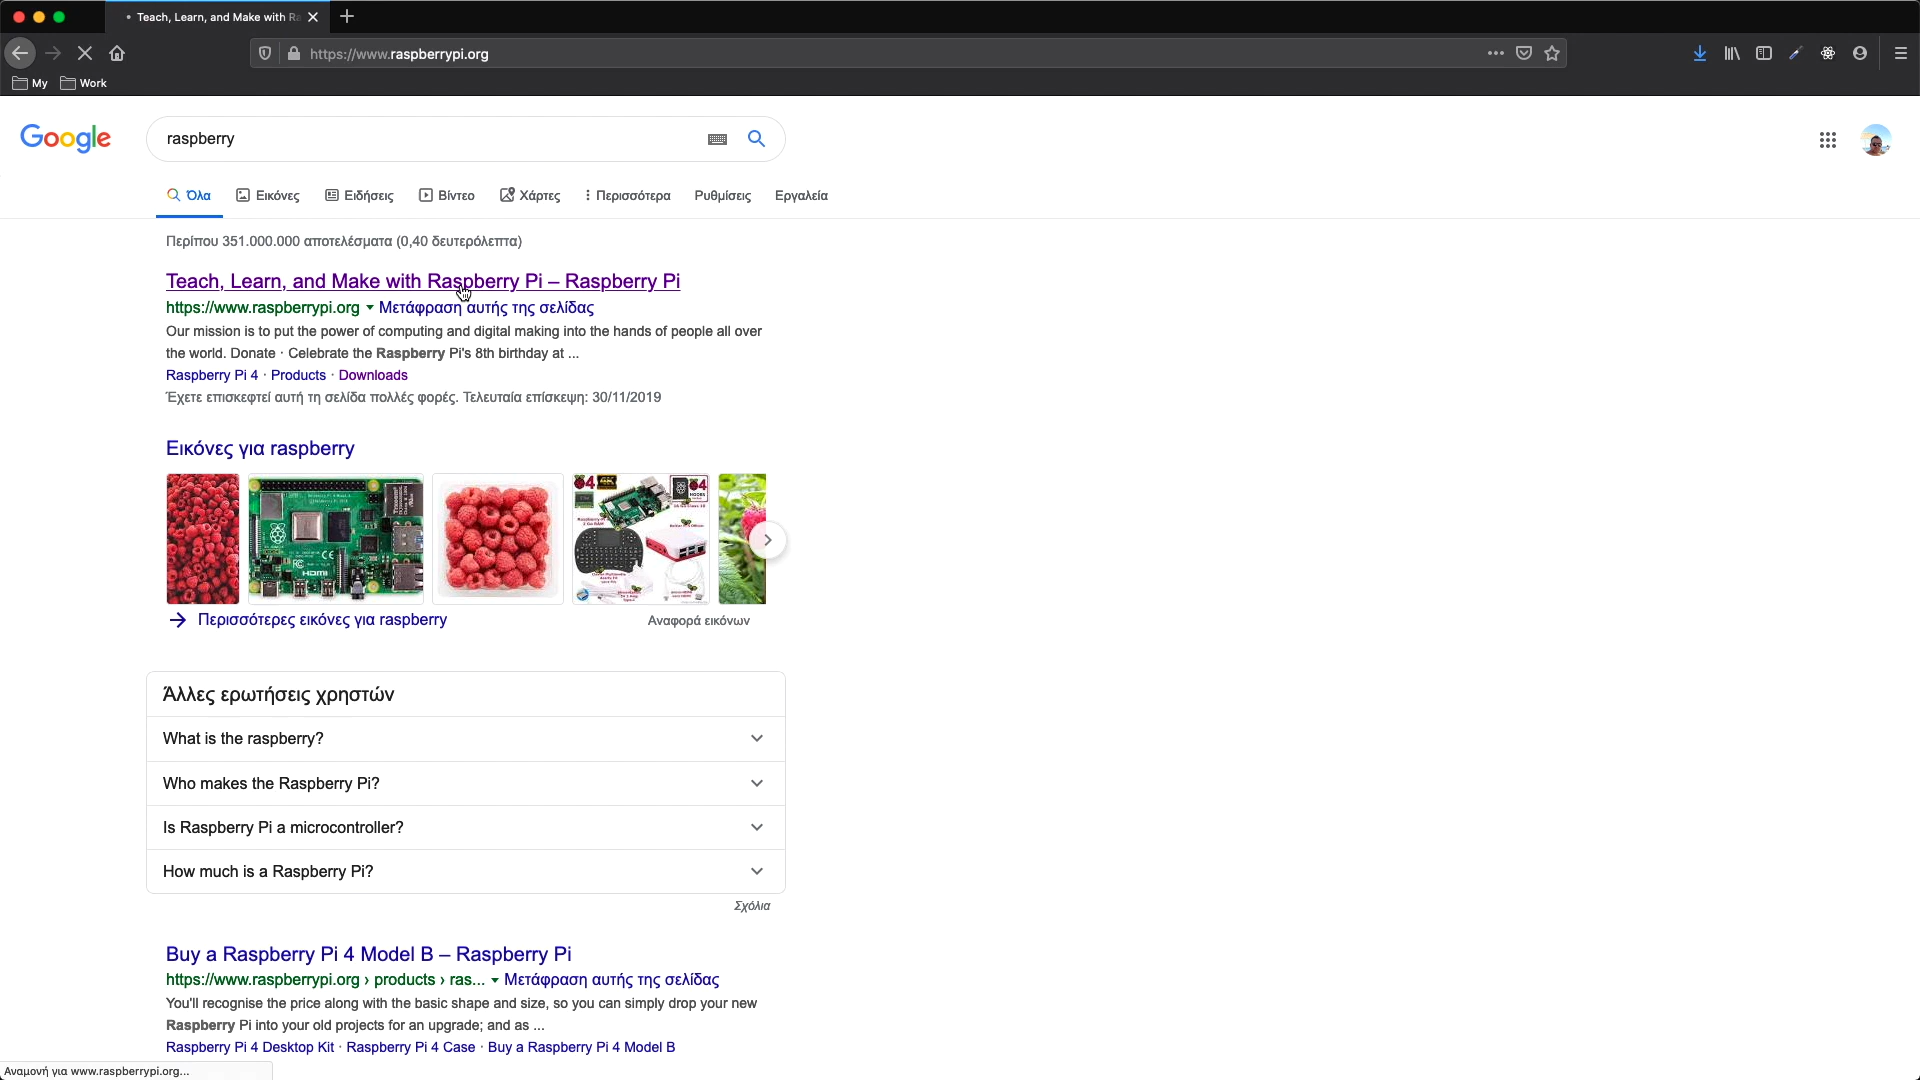 Teach, Learn, and Make with Ra
https://www.raspberrypi.org
My Work
Google
raspberry
Όλα Εικόνες Ειδήσεις Βίντεο Χάρτες Περισσότερα Ρυθμίσεις Εργαλεία
Περίπου 351.000.000 αποτελέσματα (0,40 δευτερόλεπτα)
Teach, Learn, and Make with Raspberry Pi – Raspberry Pi
https://www.raspberrypi.org Μετάφραση αυτής της σελίδας
Our mission is to put the power of computing and digital making into the hands of people all over
the world. Donate · Celebrate the Raspberry Pi's 8th birthday at ...
Raspberry Pi 4 · Products · Downloads
Έχετε επισκεφτεί αυτή τη σελίδα πολλές φορές. Τελευταία επίσκεψη: 30/11/2019
Εικόνες για raspberry
HDMI
4K
Περισσότερες εικόνες για raspberry
Αναφορά εικόνων
Άλλες ερωτήσεις χρηστών
What is the raspberry?
Who makes the Raspberry Pi?
Is Raspberry Pi a microcontroller?
How much is a Raspberry Pi?
Σχόλια
Buy a Raspberry Pi 4 Model B – Raspberry Pi
https://www.raspberrypi.org › products › ras... Μετάφραση αυτής της σελίδας
You'll recognise the price along with the basic shape and size, so you can simply drop your new
Raspberry Pi into your old projects for an upgrade; and as ...
Raspberry Pi 4 Desktop Kit · Raspberry Pi 4 Case · Buy a Raspberry Pi 4 Model B
Αναμονή για www.raspberrypi.org...